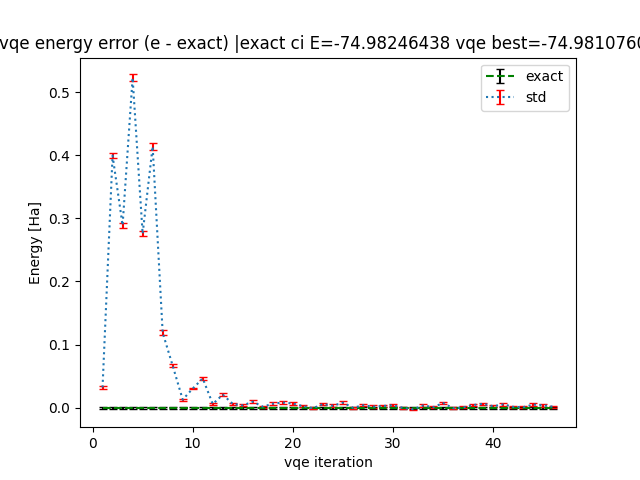 vqe energy error (e - exact) |exact ci E=-74.98246438 vqe best=-74.9810760
exact
std
Energy [Ha]
0.5
0.4
0.3
0.2
0.1
0.0
0 10 20 30 40
vqe iteration